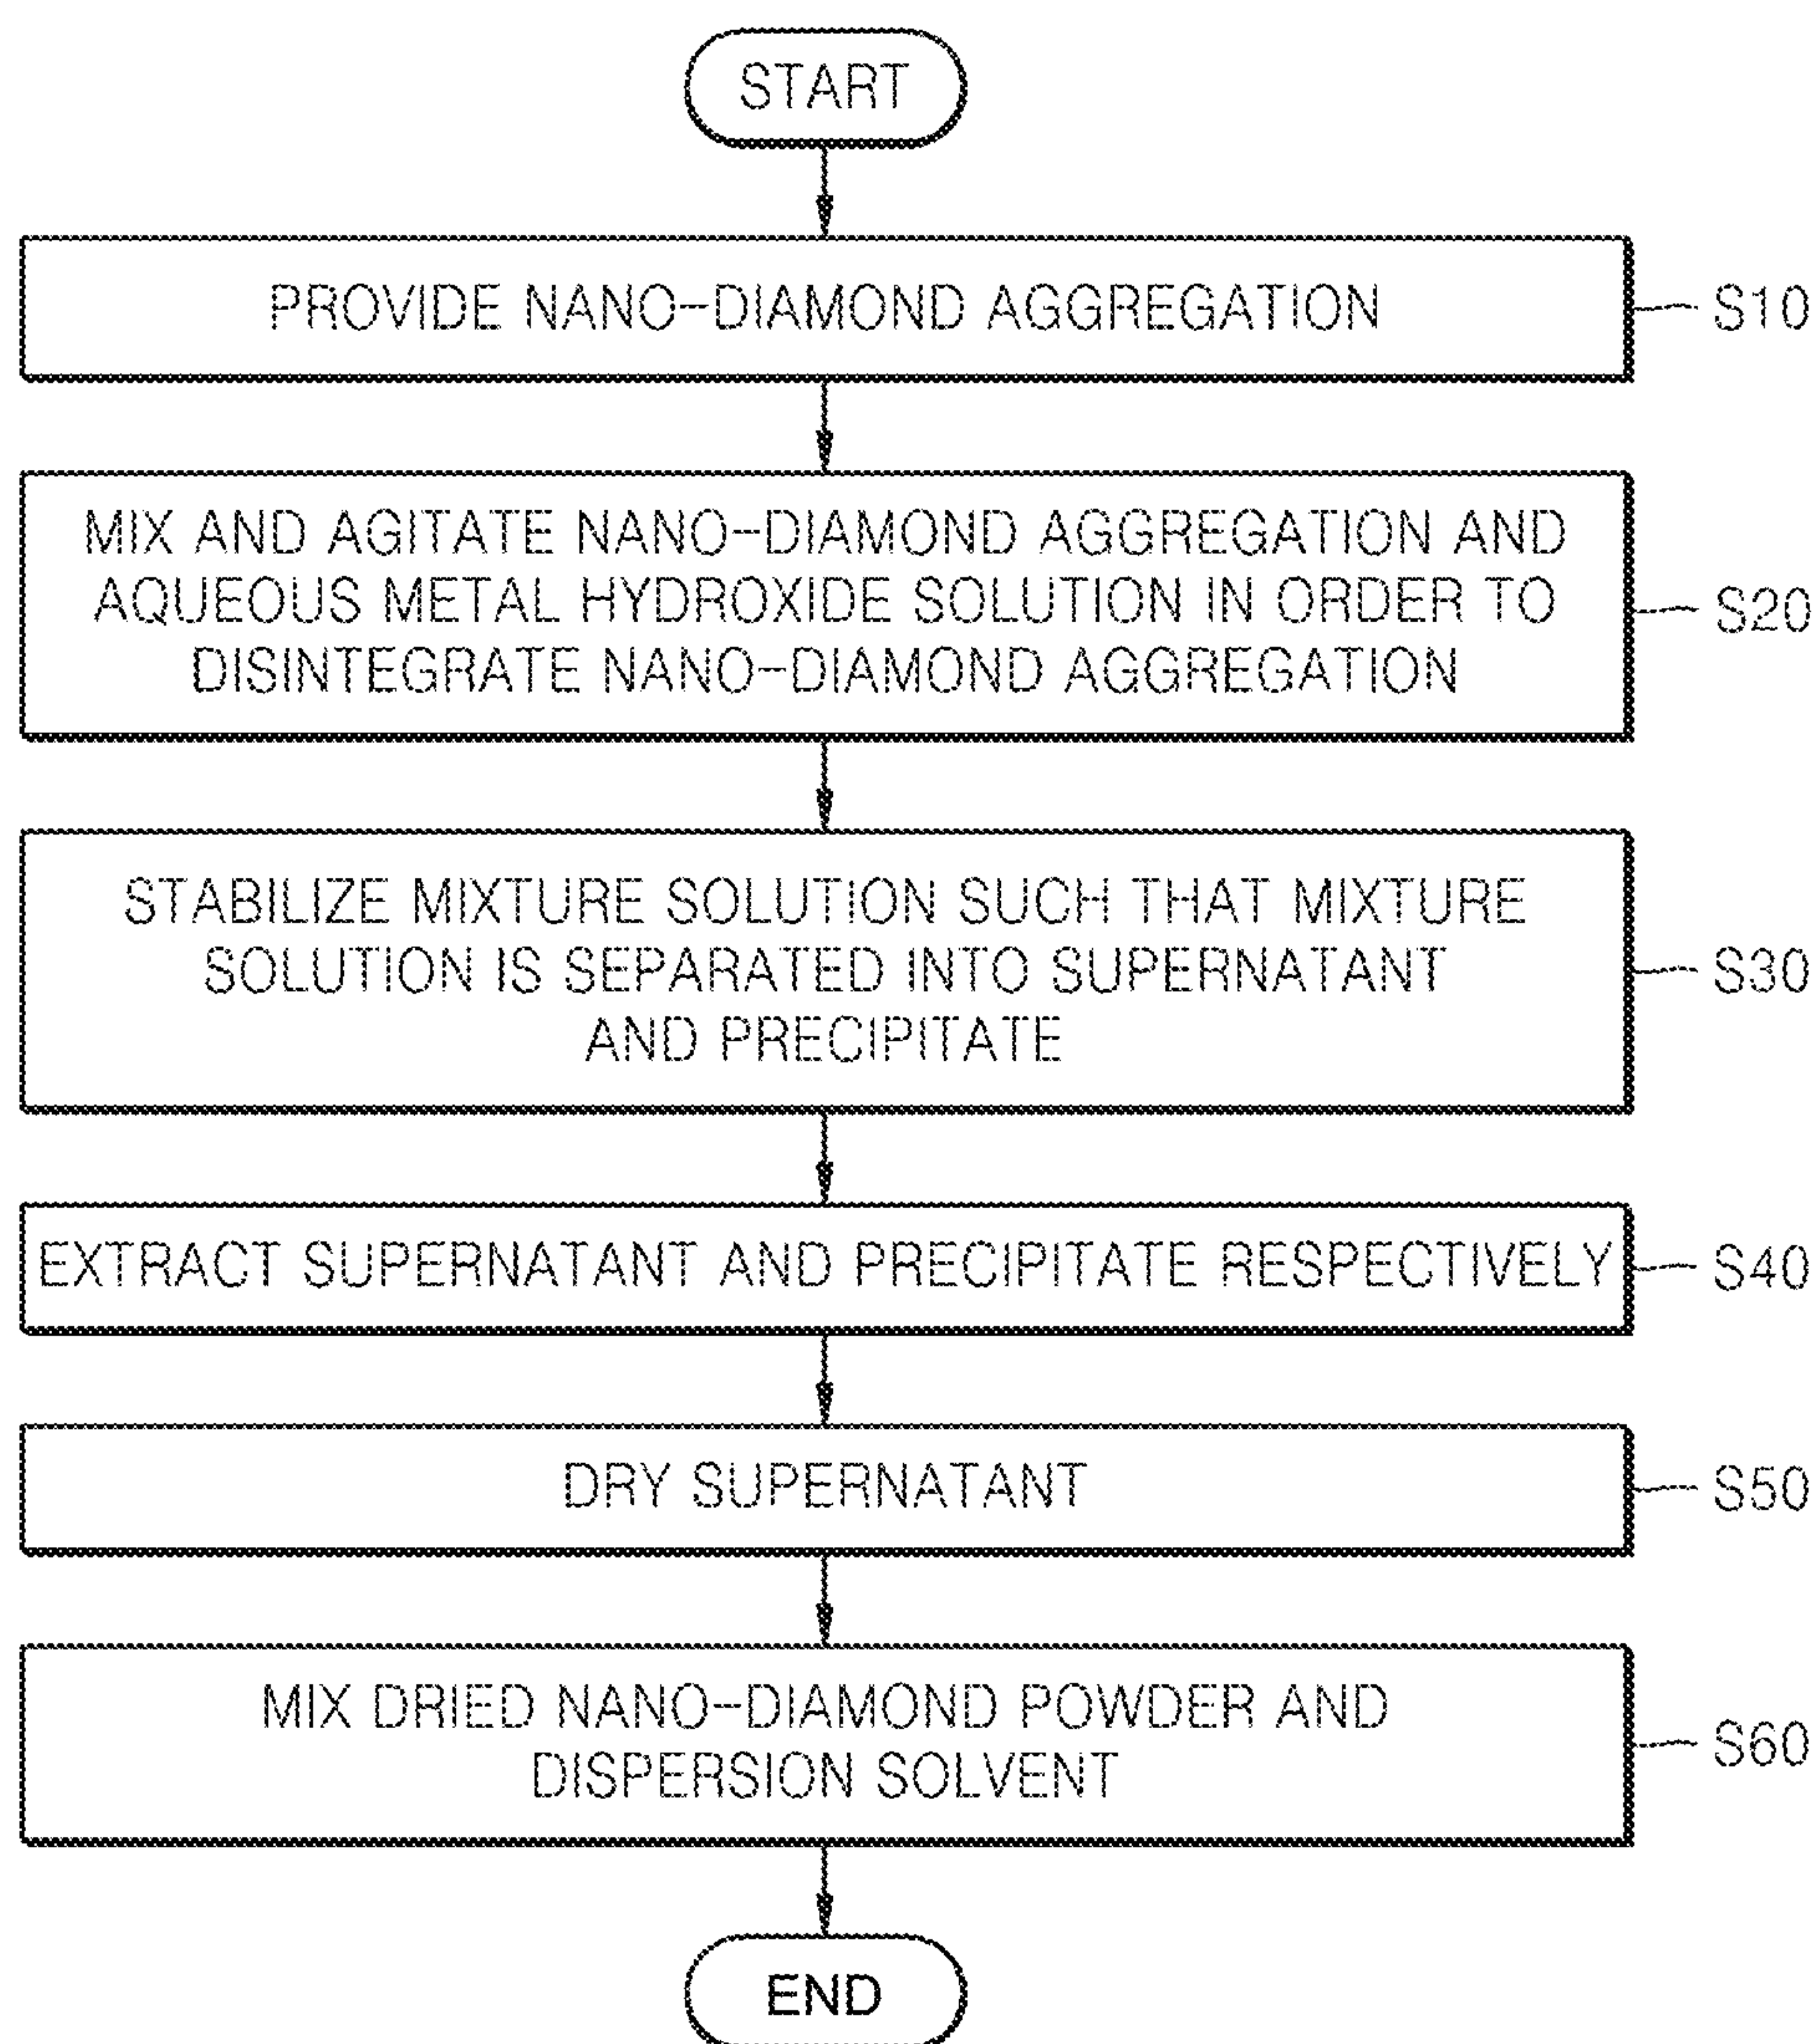 START
PROVIDE NANO-DIAMOND AGGREGATION
S10
MIX AND AGITATE NANO-DIAMOND AGGREGATION AND
AQUEOUS METAL HYDROXIDE SOLUTION IN ORDER TO
DISINTEGRATE NANO-DIAMOND AGGREGATION
S20
STABILIZE MIXTURE SOLUTION SUCH THAT MIXTURE
SOLUTION IS SEPARATED INTO SUPERNATANT
AND PRECIPITATE
S30
EXTRACT SUPERNATANT AND PRECIPITATE RESPECTIVELY
S40
DRY SUPERNATANT
S50
MIX DRIED NANO-DIAMOND POWDER AND
DISPERSION SOLVENT
S60
END